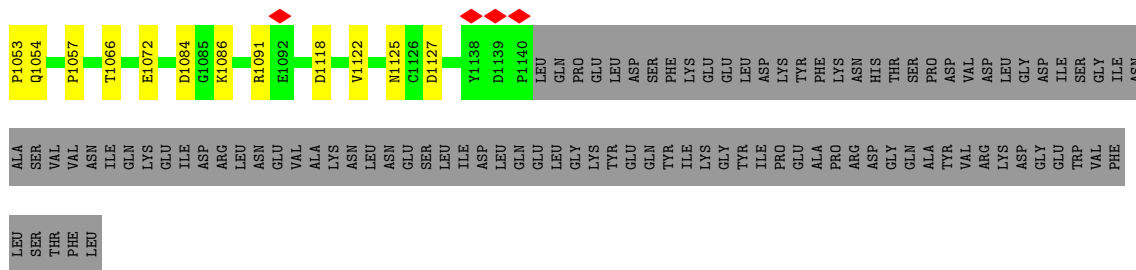 P1053 Q1054 P1057 T1066 E1072 D1084 G1085 K1086 R1091 E1092 D1118 V1122 N1125 C1126 D1127 Y1138 D1139 P1140 LEU GLN PRO GLU LEU ASP SER PHE LYS GLU GLU LEU ASP LYS TYR PHE LYS ASN HIS THR SER PRO ASP VAL ASP LEU GLY ASP ILE SER GLY ILE ASN
ALA SER VAL VAL ASN ILE GLN LYS GLU ILE ASP ARG LEU ASN GLU VAL ALA LYS ASN LEU ASN GLU SER LEU ILE ASP LEU GLN GLU LEU GLY LYS TYR GLU GLN TYR ILE LYS GLY TYR ILE PRO GLU ALA PRO ARG ASP GLY GLN ALA TYR VAL ARG LYS ASP GLY GLU TRP VAL PHE
LEU SER THR PHE LEU